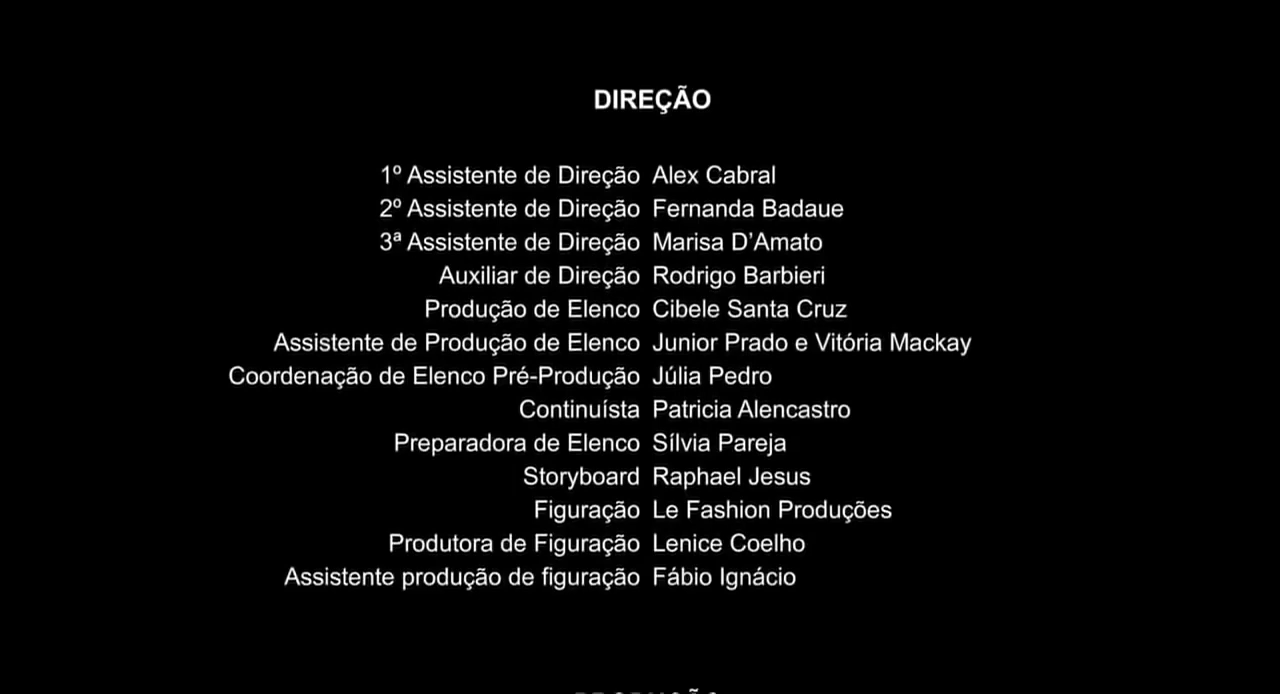 DIREÇÃO
1º Assistente de Direção Alex Cabral
2º Assistente de Direção Fernanda Badaue
3ª Assistente de Direção Marisa D’Amato
Auxiliar de Direção Rodrigo Barbieri
Produção de Elenco Cibele Santa Cruz
Assistente de Produção de Elenco Junior Prado e Vitória Mackay
Coordenação de Elenco Pré-Produção Júlia Pedro
Continuísta Patricia Alencastro
Preparadora de Elenco Sílvia Pareja
Storyboard Raphael Jesus
Figuração Le Fashion Produções
Produtora de Figuração Lenice Coelho
Assistente produção de figuração Fábio Ignácio